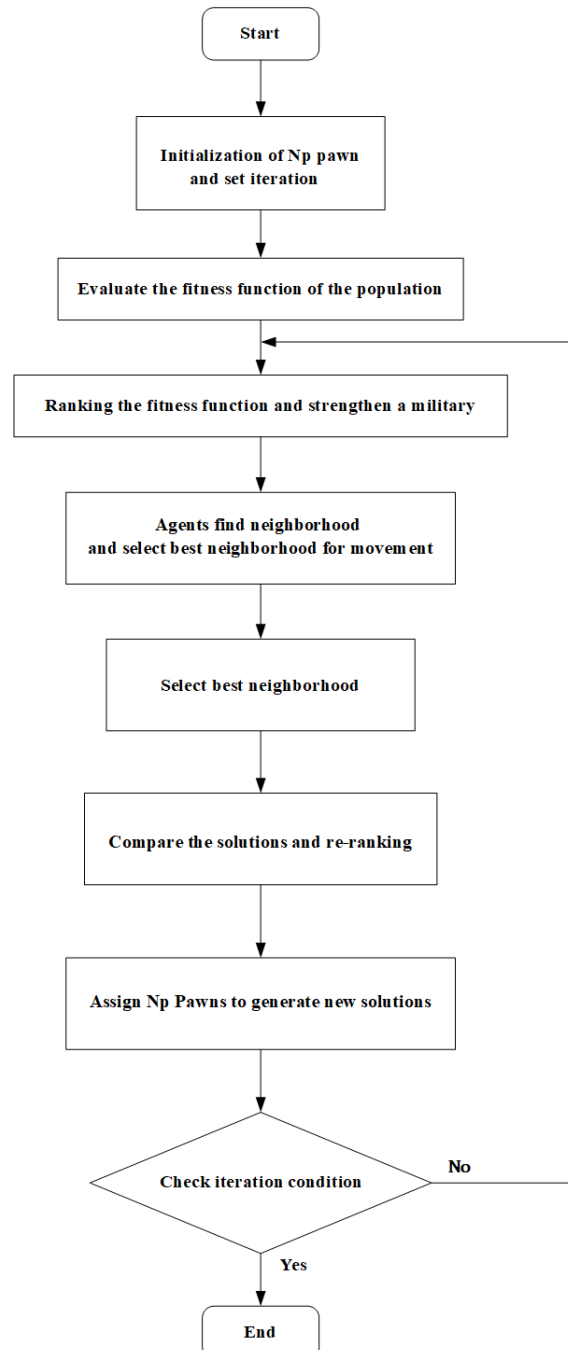 Start
Initialization of Np pawn
and set iteration
Evaluate the fitness function of the population
Ranking the fitness function and strengthen a military
Agents find neighborhood
and select best neighborhood for movement
Select best neighborhood
Compare the solutions and re-ranking
Assign Np Pawns to generate new solutions
Check iteration condition
No
Yes
End